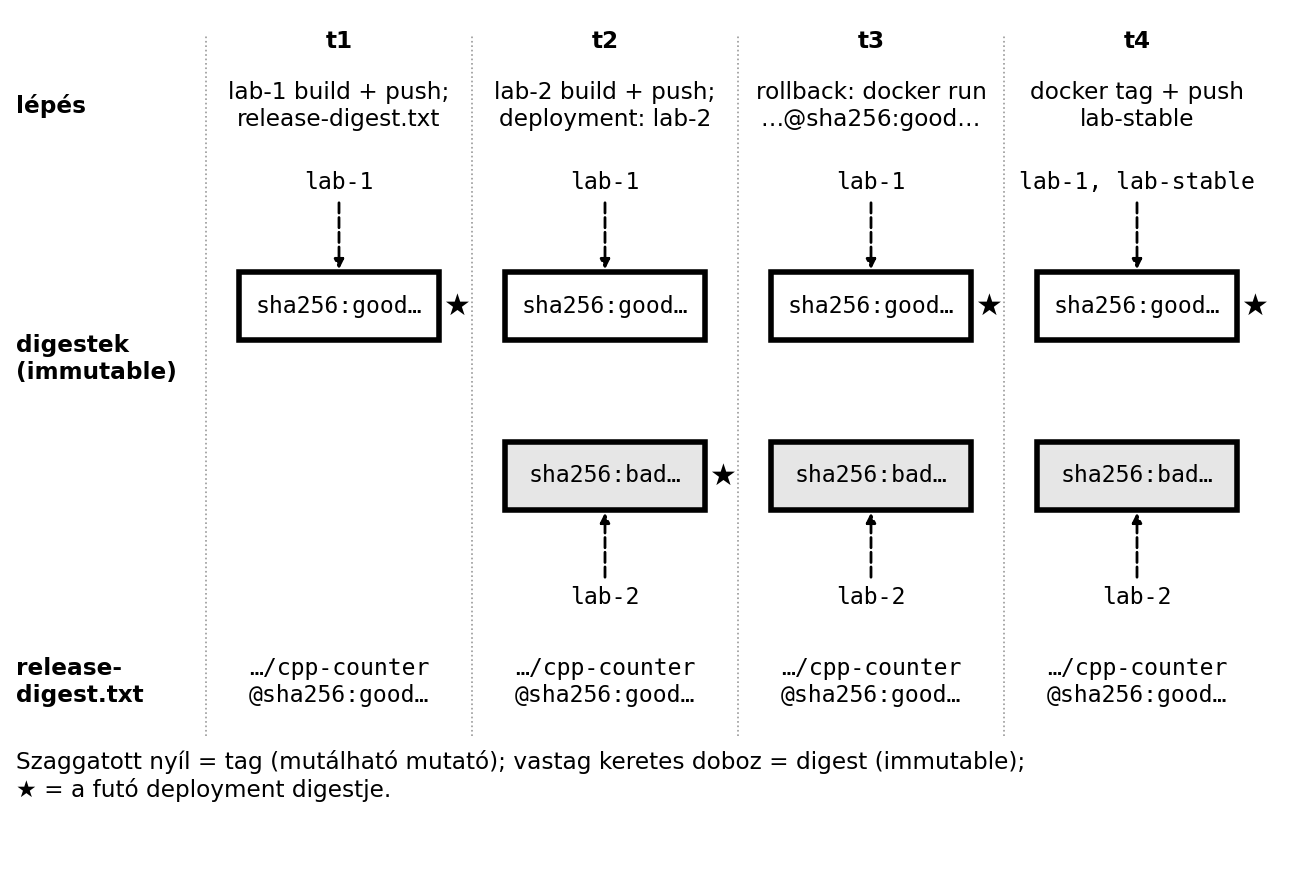 t1 t2 t3 t4
lépés
lab-1 build + push;
release-digest.txt
lab-2 build + push;
deployment: lab-2
rollback: docker run
…@sha256:good…
docker tag + push
lab-stable
lab-1 lab-1 lab-1 lab-1, lab-stable
sha256:good… ★ sha256:good… sha256:good… ★ sha256:good… ★
digestek
(immutable)
sha256:bad… ★ sha256:bad… sha256:bad…
lab-2 lab-2 lab-2
release-
digest.txt
…/cpp-counter
@sha256:good…
…/cpp-counter
@sha256:good…
…/cpp-counter
@sha256:good…
…/cpp-counter
@sha256:good…
Szaggatott nyíl = tag (mutálható mutató); vastag keretes doboz = digest (immutable);
★ = a futó deployment digestje.